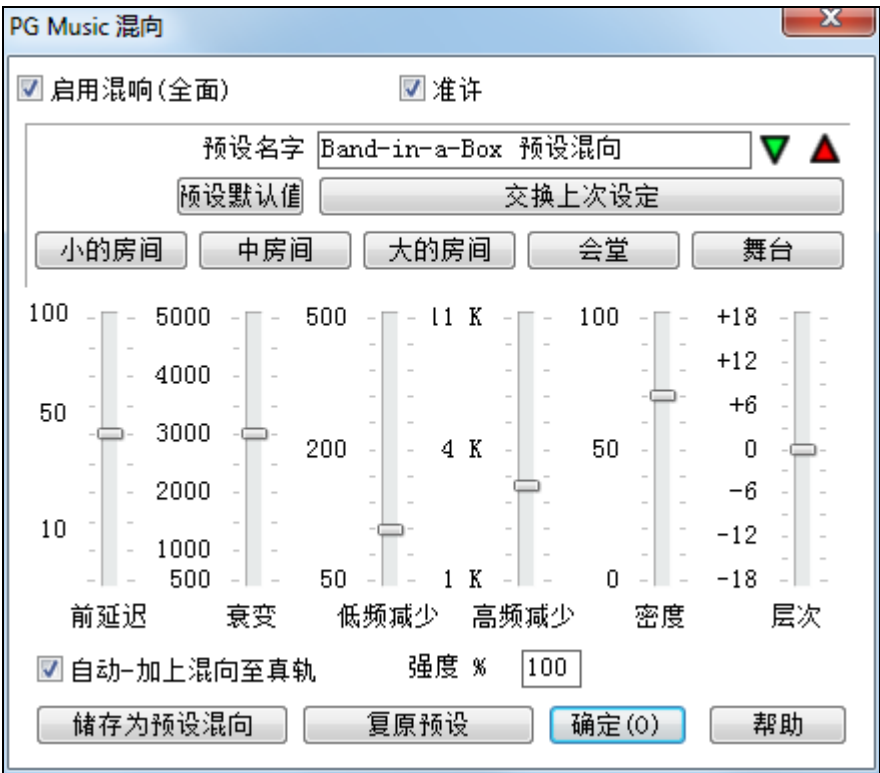 PG Music 混向
启用混响(全面) 准许
预设名字 Band-in-a-Box 预设混向
预设默认值 交换上次设定
小的房间 中房间 大的房间 会堂 舞台
100 5000 500 11 K 100 +18
4000 +12
50 +6
3000
200 4 K 50 0
2000 -6
10 -12
1000
500 50 1 K 0 -18
前延迟 衰变 低频减少 高频减少 密度 层次
自动-加上混向至真轨 强度 % 100
储存为预设混向 复原预设 确定(O) 帮助